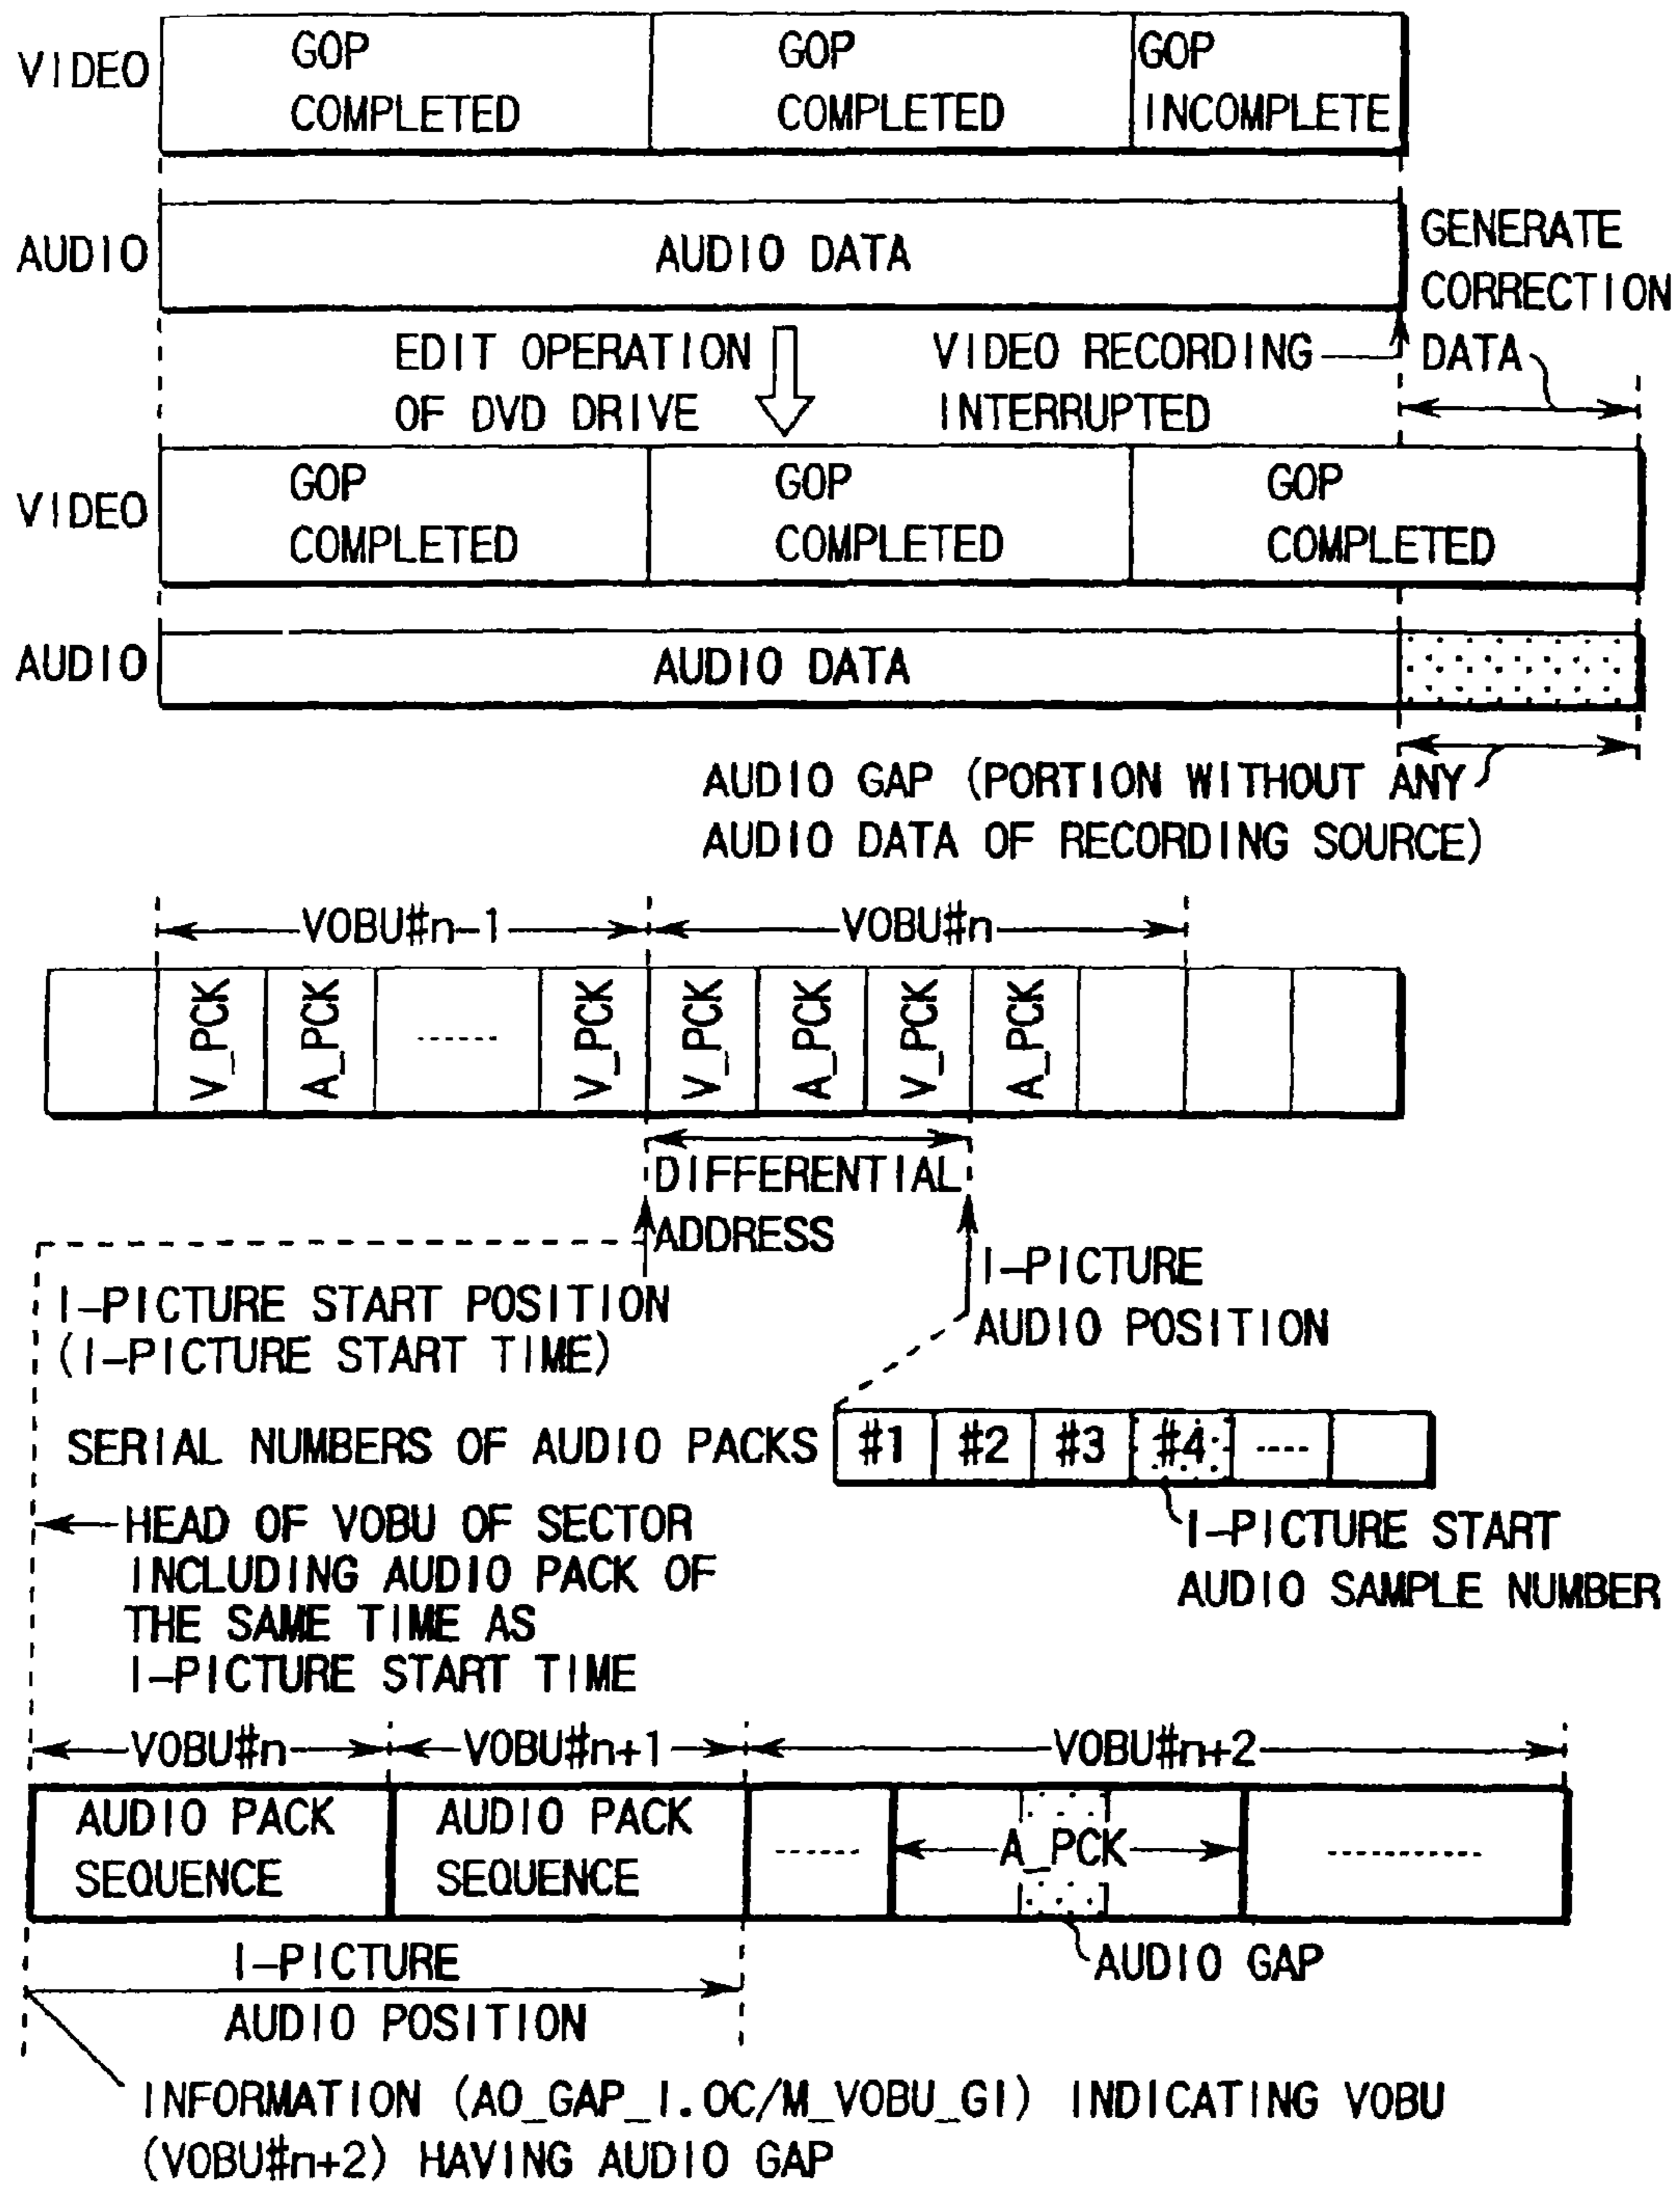 VIDEO
GOP
COMPLETED
GOP
COMPLETED
GOP
INCOMPLETE
AUDIO
AUDIO DATA
GENERATE
CORRECTION
DATA
EDIT OPERATION
OF DVD DRIVE
VIDEO RECORDING
INTERRUPTED
VIDEO
GOP
COMPLETED
GOP
COMPLETED
GOP
COMPLETED
AUDIO
AUDIO DATA
AUDIO GAP (PORTION WITHOUT ANY
AUDIO DATA OF RECORDING SOURCE)
VOBU#n-1
VOBU#n
V_PCK
A_PCK
V_PCK
V_PCK
A_PCK
V_PCK
A_PCK
DIFFERENTIAL
ADDRESS
I-PICTURE START POSITION
(I-PICTURE START TIME)
I-PICTURE
AUDIO POSITION
SERIAL NUMBERS OF AUDIO PACKS
#1
#2
#3
#4
I-PICTURE START
AUDIO SAMPLE NUMBER
HEAD OF VOBU OF SECTOR
INCLUDING AUDIO PACK OF
THE SAME TIME AS
I-PICTURE START TIME
VOBU#n
VOBU#n+1
VOBU#n+2
AUDIO PACK
SEQUENCE
AUDIO PACK
SEQUENCE
A_PCK
AUDIO GAP
I-PICTURE
AUDIO POSITION
INFORMATION (A0_GAP_I.OC/M_VOBU_GI) INDICATING VOBU
(VOBU#n+2) HAVING AUDIO GAP